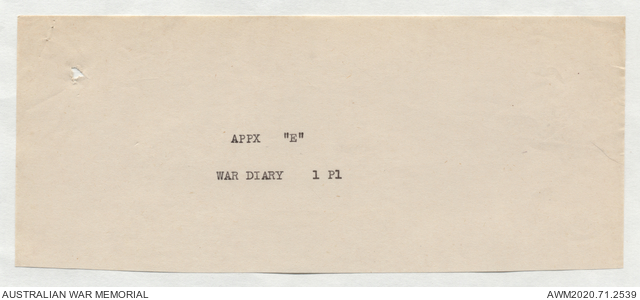 APPX "E"
WAR DIARY 1 Pl
AUSTRALIAN WAR MEMORIAL
AWM2020.71.2539